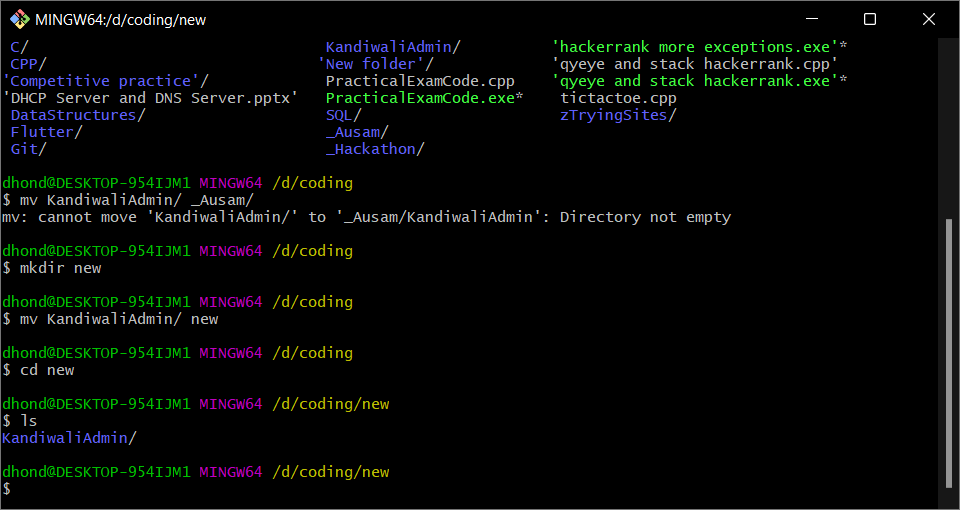 MINGW64:/d/coding/new
C/ KandiwaliAdmin/ 'hackerrank more exceptions.exe'*
CPP/ 'New folder'/ 'qyeye and stack hackerrank.cpp'
'Competitive practice'/ PracticalExamCode.cpp 'qyeye and stack hackerrank.exe'*
'DHCP Server and DNS Server.pptx' PracticalExamCode.exe* tictactoe.cpp
DataStructures/ SQL/ zTryingSites/
Flutter/ _Ausam/
Git/ _Hackathon/
dhond@DESKTOP-954IJM1 MINGW64 /d/coding
$ mv KandiwaliAdmin/ _Ausam/
mv: cannot move 'KandiwaliAdmin/' to '_Ausam/KandiwaliAdmin': Directory not empty
dhond@DESKTOP-954IJM1 MINGW64 /d/coding
$ mkdir new
dhond@DESKTOP-954IJM1 MINGW64 /d/coding
$ mv KandiwaliAdmin/ new
dhond@DESKTOP-954IJM1 MINGW64 /d/coding
$ cd new
dhond@DESKTOP-954IJM1 MINGW64 /d/coding/new
$ ls
KandiwaliAdmin/
dhond@DESKTOP-954IJM1 MINGW64 /d/coding/new
$